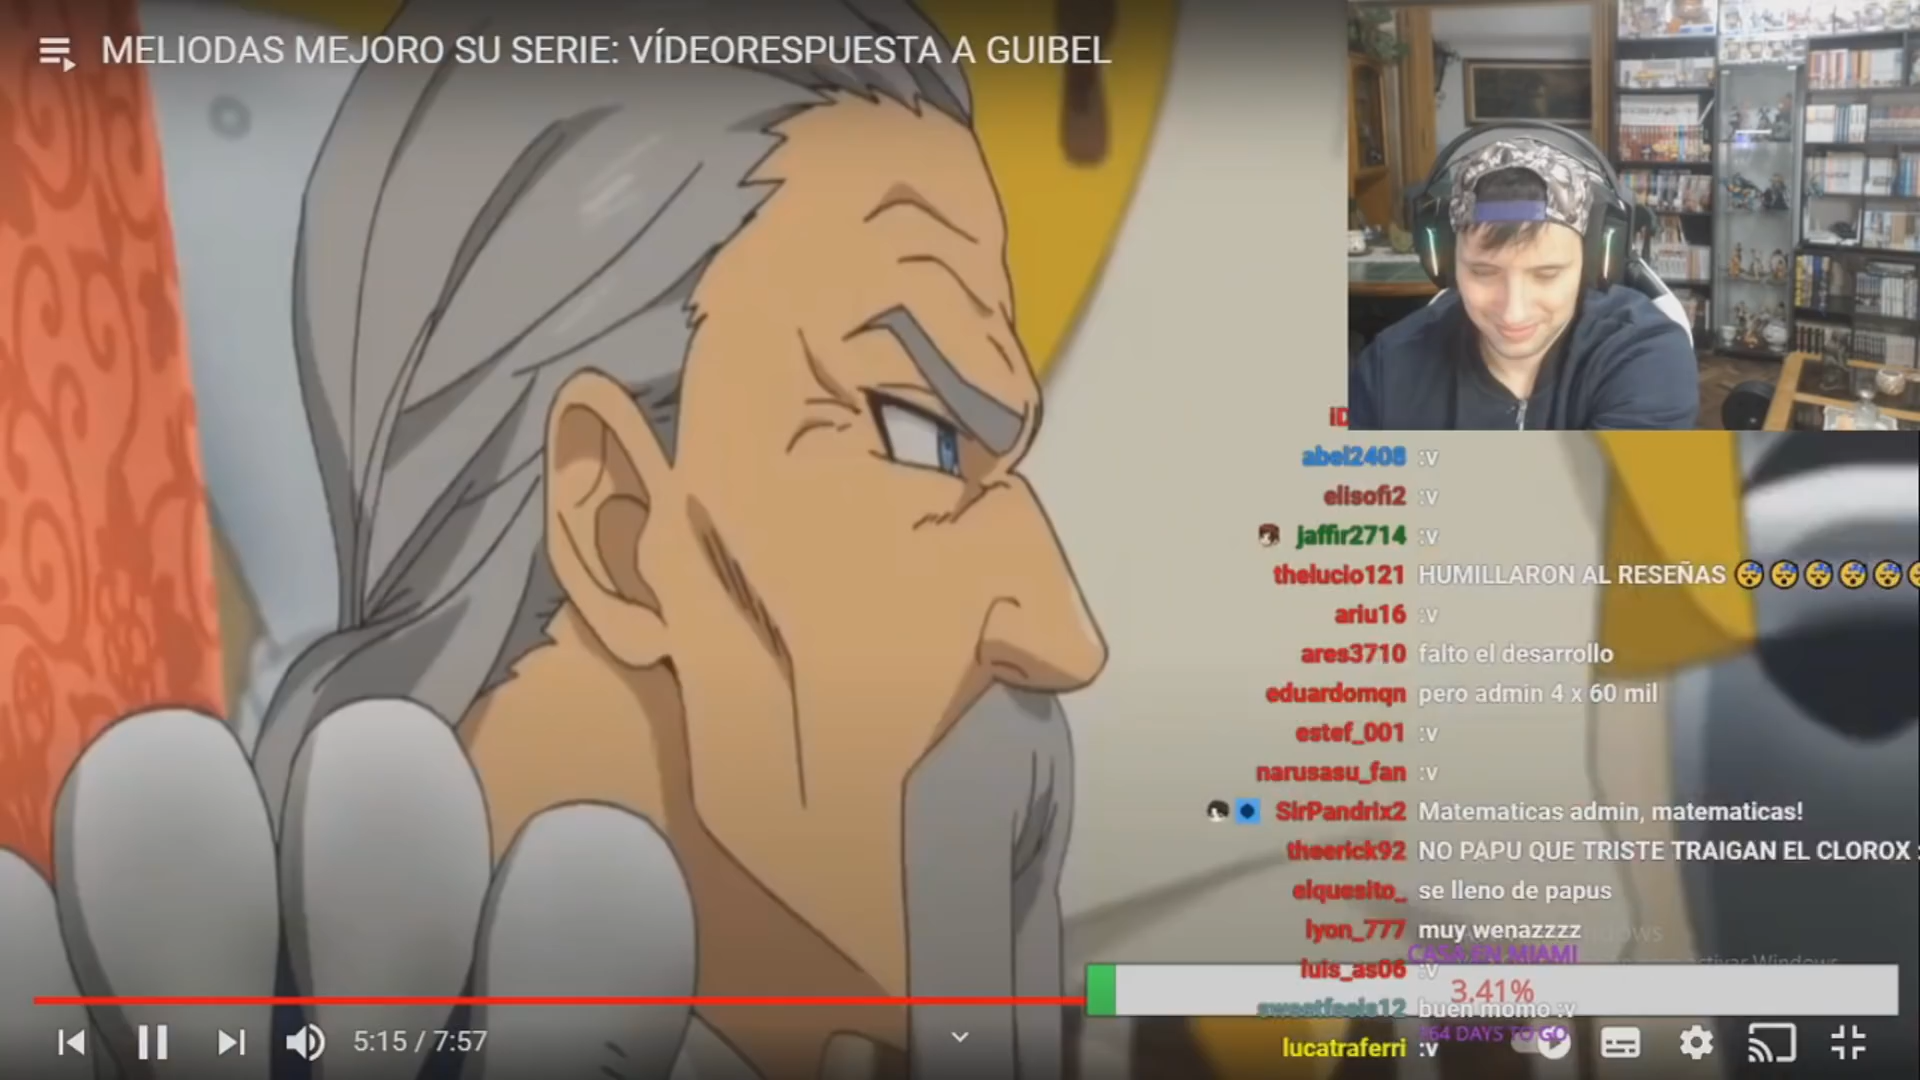 MELIODAS MEJORO SU SERIE: VÍDEORESPUESTA A GUIBEL
abel2408 :v
elisofi2 :v
jaffir2714 :v
thelucio121 HUMILLARON AL RESEÑAS 😴😴😴😴😴
ariu16 :v
ares3710 falto el desarrollo
eduardomqn pero admin 4 x 60 mil
estef_001 :v
narusasu_fan :v
SirPandrix2 Matematicas admin, matematicas!
theerick92 NO PAPU QUE TRISTE TRAIGAN EL CLOROX :
elquesito_ se lleno de papus
lyon_777 muy wenazzzz
CASA EN MIAMI
activar Windows
luis_as06 :v
3.41%
buen momo :v
164 DAYS TO GO
lucatraferri :v
5:15 / 7:57